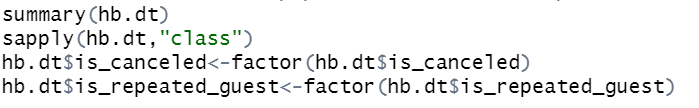 summary(hb.dt)
sapply(hb.dt,"class")
hb.dt$is_canceled<-factor(hb.dt$is_canceled)
hb.dt$is_repeated_guest<-factor(hb.dt$is_repeated_guest)